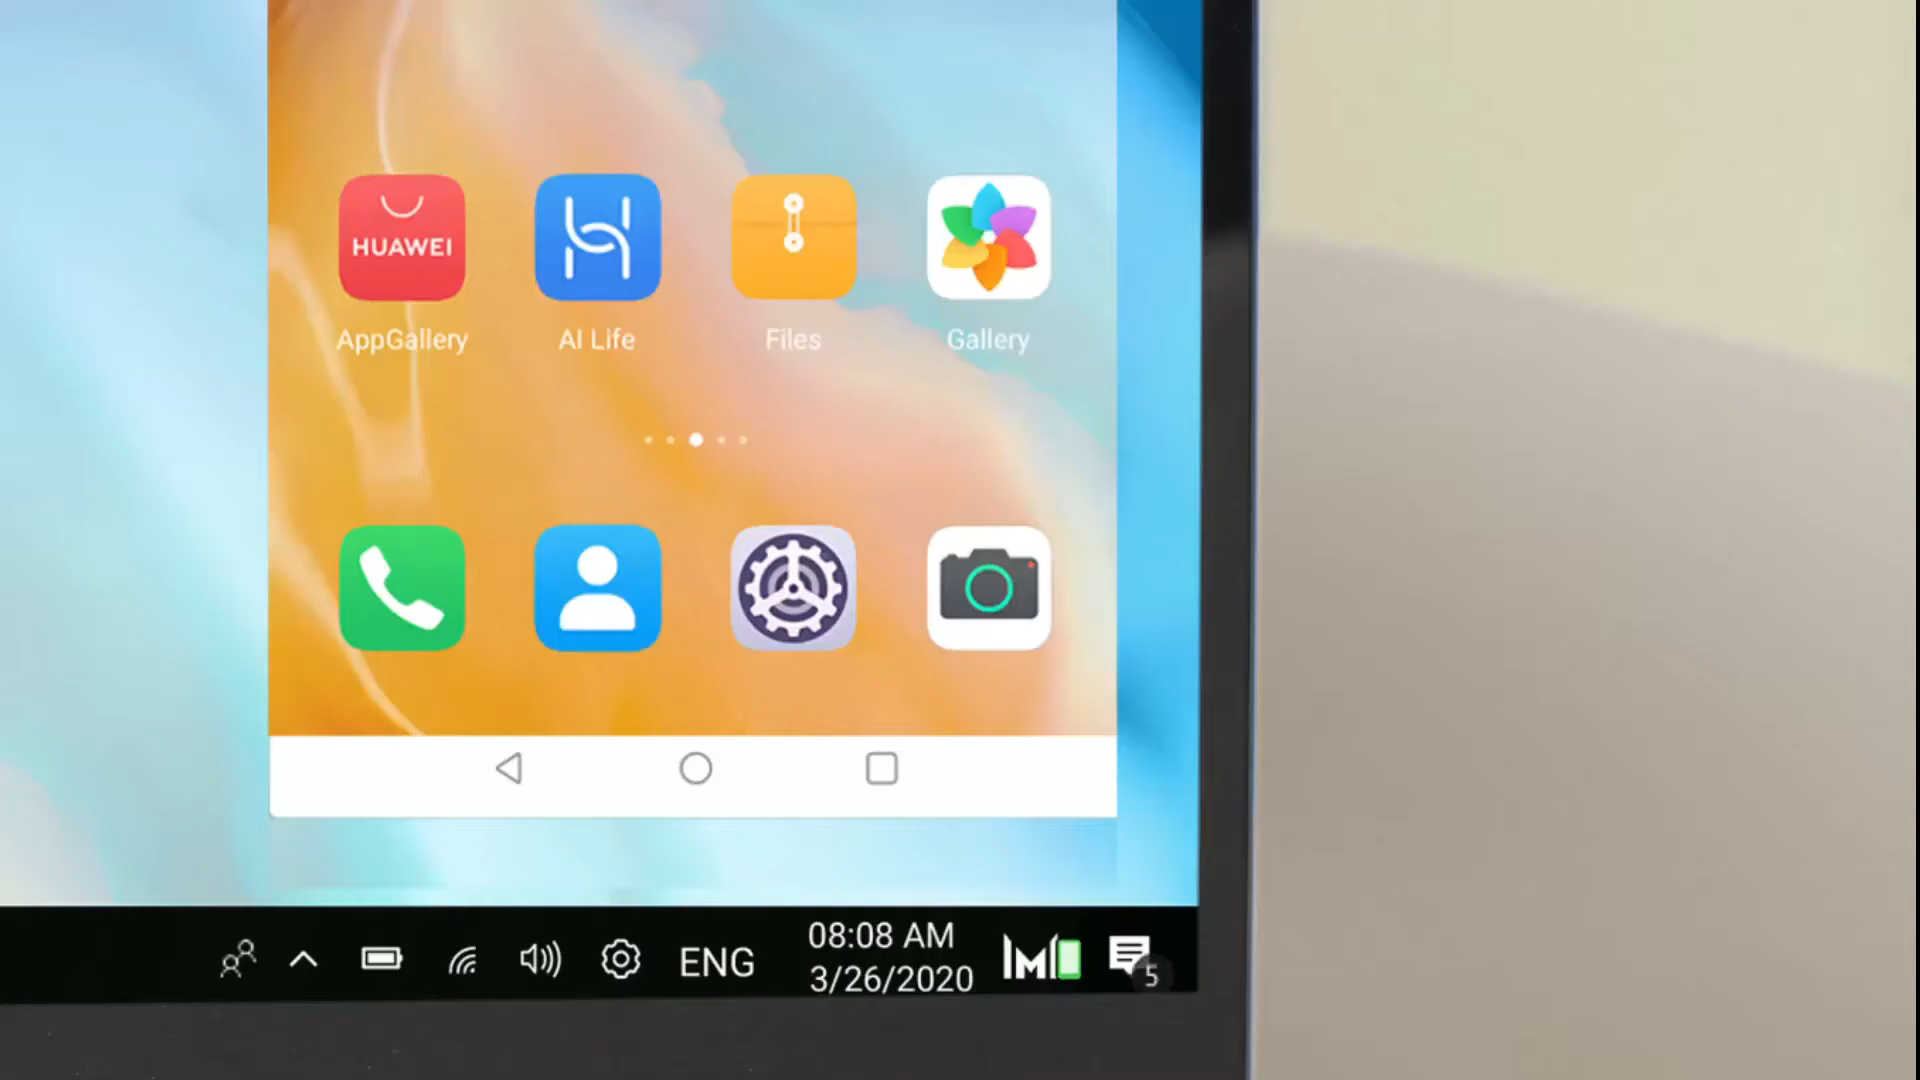 HUAWEI
AppGallery
AI Life
Files
Gallery
ENG
08:08 AM
3/26/2020
5